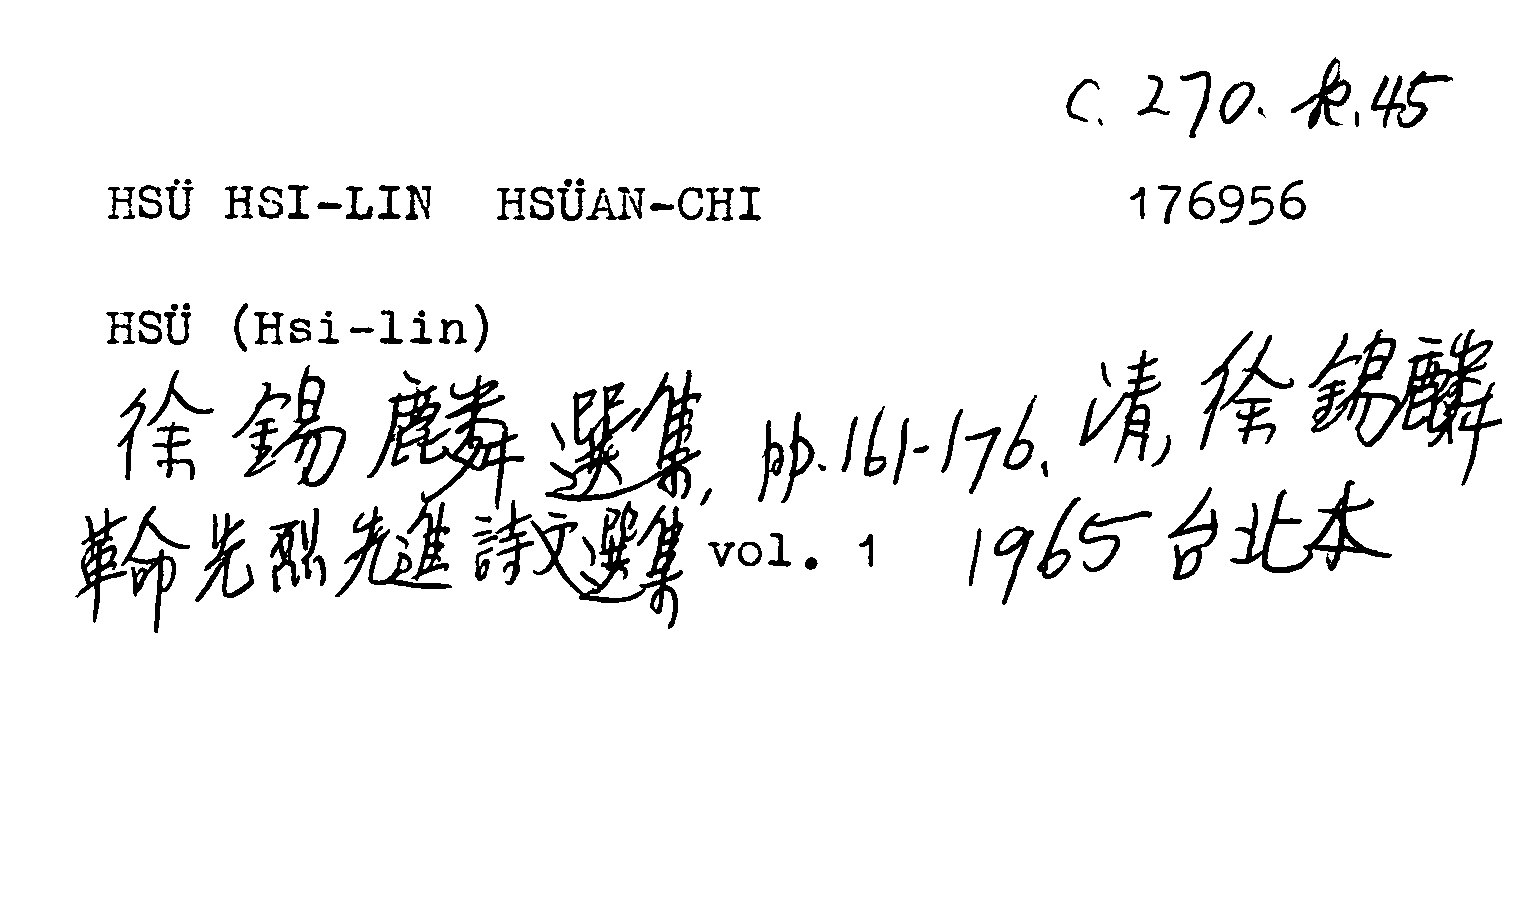 C. 270. k. 45
HSÜ HSI-LIN HSÜAN-CHI 176956
HSÜ (Hsi-lin)
徐錫麟選集, pp. 161-176. 清, 徐錫麟
革命先烈先進詩文選集 vol. 1 1965 台北本